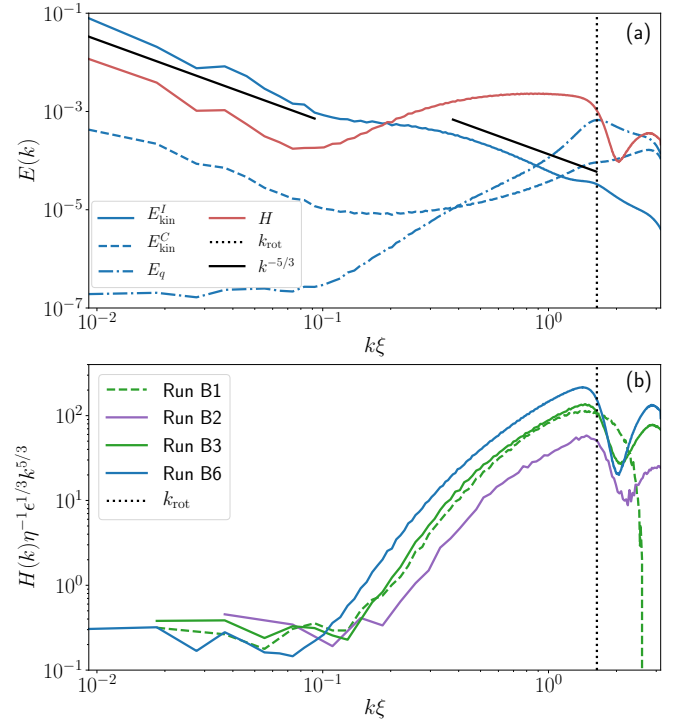 (a)
10^{-1}
10^{-3}
10^{-5}
10^{-7}
E(k)
E_{kin}^{I}
E_{kin}^{C}
E_q
H
k_{rot}
k^{-5/3}
10^{-2} 10^{-1} 10^{0}
kξ
(b)
10^{2}
10^{1}
10^{0}
10^{-1}
H(k)η^{-1}ϵ^{1/3}k^{5/3}
Run B1
Run B2
Run B3
Run B6
k_{rot}
10^{-2} 10^{-1} 10^{0}
kξ